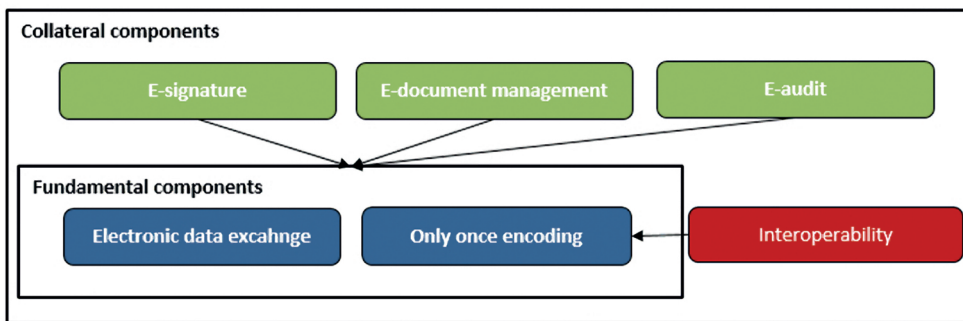 Collateral components
E-signature
E-document management
E-audit
Fundamental components
Electronic data excahnge
Only once encoding
Interoperability